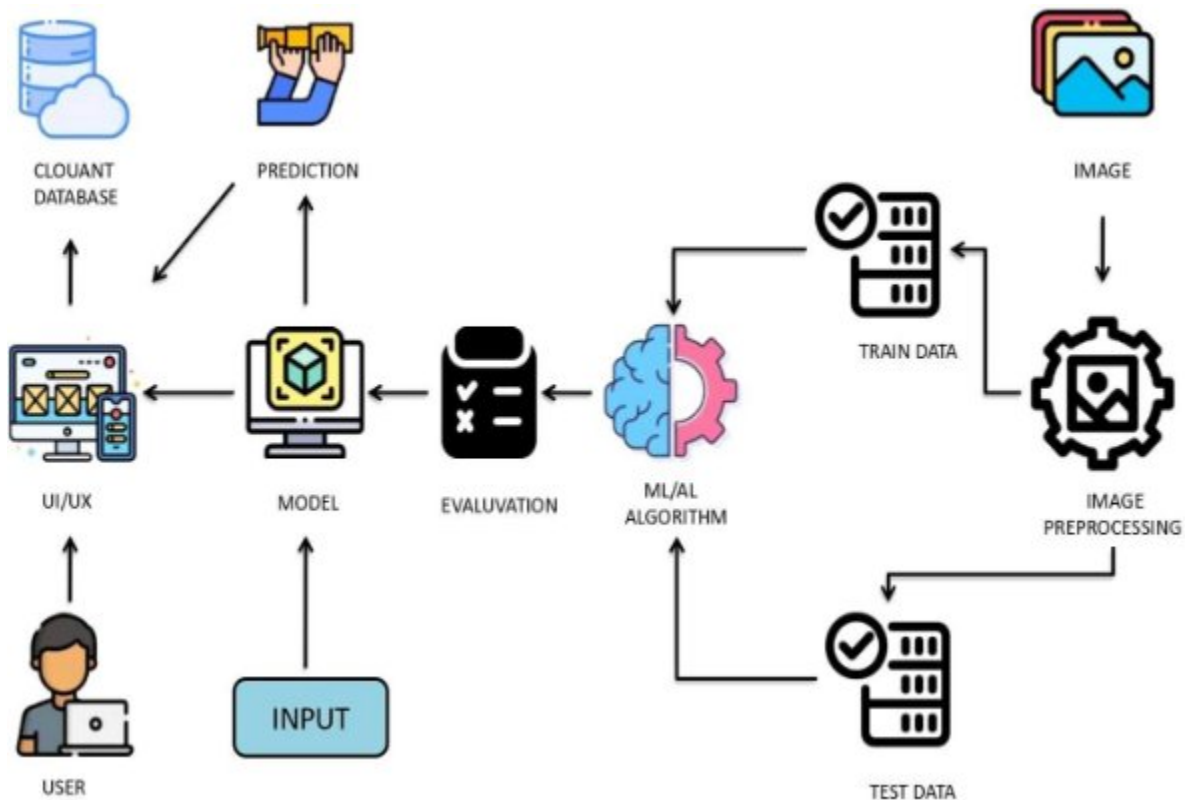 CLOUANT
DATABASE
PREDICTION
IMAGE
TRAIN DATA
UI/UX
MODEL
EVALUVATION
ML/AL
ALGORITHM
IMAGE
PREPROCESSING
INPUT
USER
TEST DATA